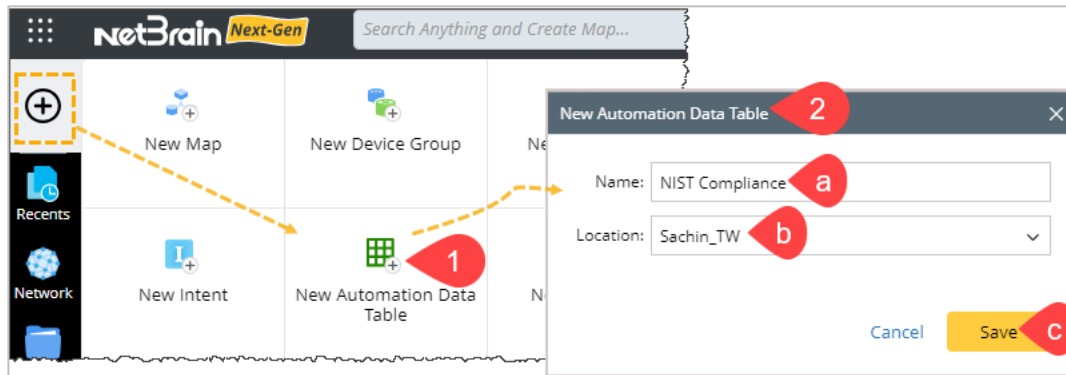 NetBrain Next-Gen
Search Anything and Create Map...
New Map
New Device Group
Ne
Recents
Network
I
New Intent
1
New Automation Data
Table
N
New Automation Data Table
2
Name:
NIST Compliance
a
Location:
Sachin_TW
b
Cancel
Save
c